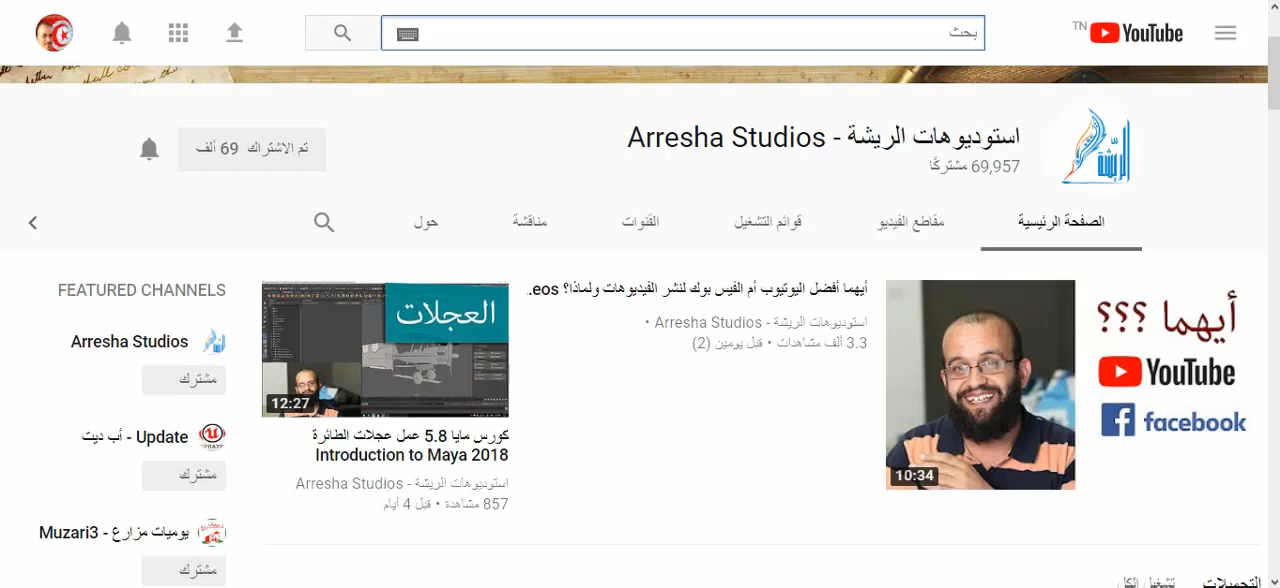 YouTube TN
بحث
استوديوهات الريشة - Arresha Studios
69,957 مشتركًا
تم الاشتراك 69 ألف
الريشة
الصفحة الرئيسية
مقاطع الفيديو
قوائم التشغيل
القنوات
مناقشة
حول
أيهما ؟؟؟
YouTube
facebook
10:34
أيهما أفضل اليوتيوب أم الفيس بوك لنشر الفيديوهات ولماذا؟ eos.
استوديوهات الريشة - Arresha Studios •
3.3 ألف مشاهدات • قبل يومين (2)
العجلات
12:27
كورس مايا 5.8 عمل عجلات الطائرة
Introduction to Maya 2018
استوديوهات الريشة - Arresha Studios
857 مشاهدة • قبل 4 أيام
FEATURED CHANNELS
Arresha Studios
مشترك
Update - أب ديت
مشترك
يوميات مزارع - Muzari3
مشترك
التحميلات
تشغيل الكل